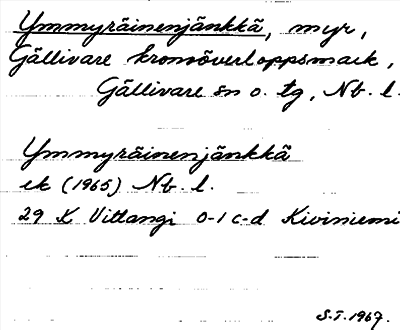 Ymmyräinenjänkkä, myr,
Gällivare kronoöverloppsmark,
Gällivare sn o. tg, Nb. l.
Ymmyräinenjänkkä
ek (1965) Nb. l.
29 K Vittangi 0-1 c-d Kiviniemi
S.T. 1967.